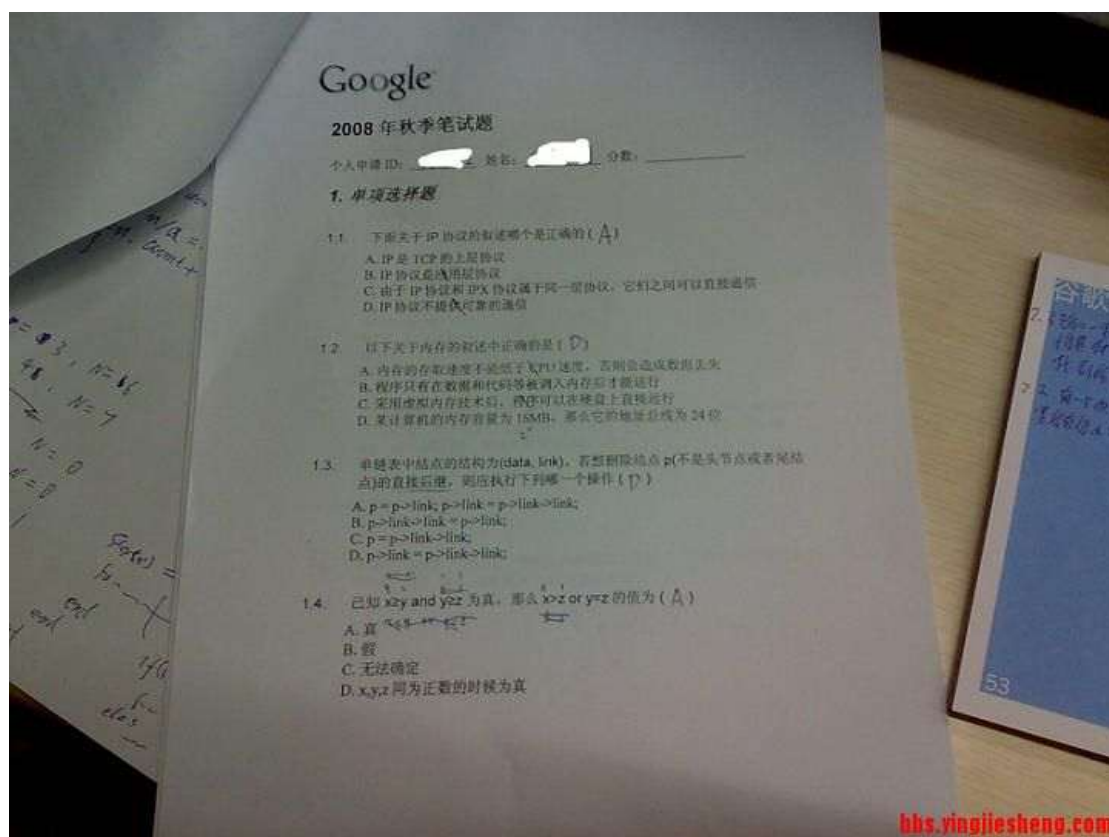 Google
2008 年秋季笔试题
个人申请 ID: 姓名: 分数:
1. 单项选择题
1.1. 下面关于 IP 协议的叙述哪个是正确的 ( A )
A. IP 是 TCP 的上层协议
B. IP 协议是应用层协议
C. 由于 IP 协议和 IPX 协议属于同一层协议，它们之间可以直接通信
D. IP 协议不提供可靠的通信
1.2. 以下关于内存的叙述中正确的是 ( D )
A. 内存的存取速度不能低于 CPU 速度，否则会造成数据丢失
B. 程序只有在数据和代码等被调入内存后才能运行
C. 采用虚拟内存技术后，程序可以在硬盘上直接运行
D. 某计算机的内存容量为 16MB，那么它的地址总线为 24 位
1.3. 单链表中结点的结构为(data, link)，若想删除结点 p(不是头节点或者尾结
点)的直接后继，则应执行下列哪一个操作 ( D )
A. p = p->link; p->link = p->link->link;
B. p->link->link = p->link;
C. p = p->link->link;
D. p->link = p->link->link;
1.4. 已知 x≥y and y≥z 为真，那么 x>z or y=z 的值为 ( A )
A. 真
B. 假
C. 无法确定
D. x,y,z 同为正数的时候为真
N=16
48, N=4
N=0
N=0
end
end
谷歌
53
bbs.yingjiesheng.com